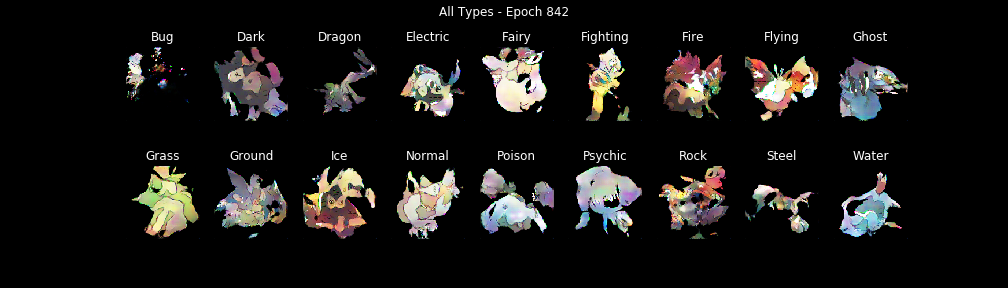 All Types - Epoch 842
Bug Dark Dragon Electric Fairy Fighting Fire Flying Ghost
Grass Ground Ice Normal Poison Psychic Rock Steel Water